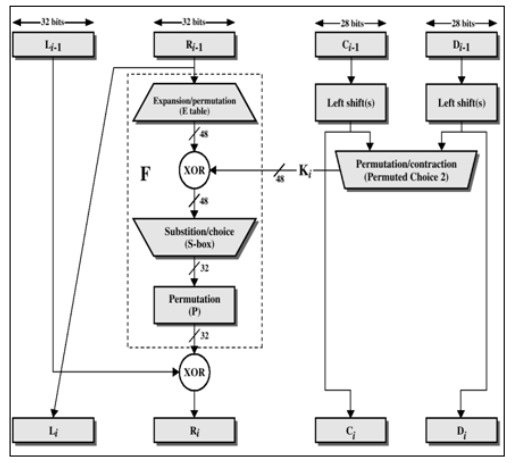 32 bits 32 bits 28 bits 28 bits
Li-1 Ri-1 Ci-1 Di-1
Expansion/permutation
(E table)
Left shift(s) Left shift(s)
48
F XOR
48 Ki
Permutation/contraction
(Permuted Choice 2)
48
Substition/choice
(S-box)
32
Permutation
(P)
32
XOR
Li Ri Ci Di